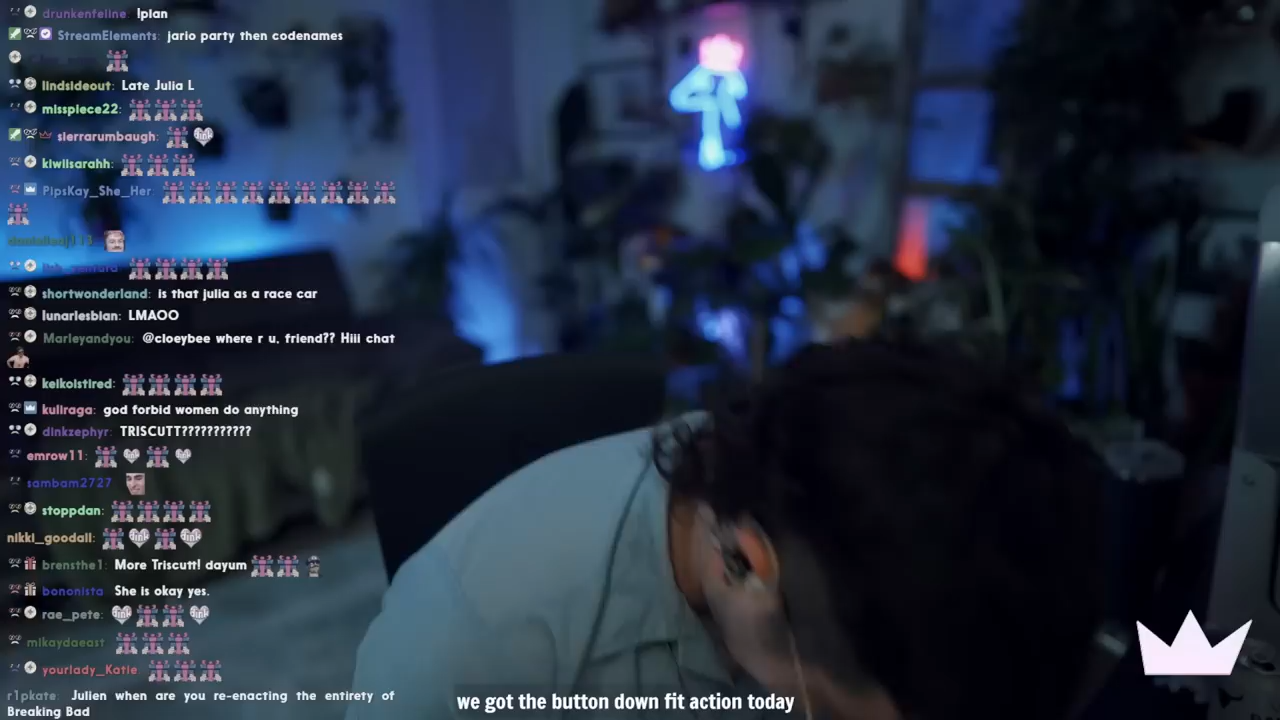 drunkenfeline: !plan
StreamElements: jario party then codenames
lindsideout: Late Julia L
misspiece22:
sierrarumbaugh:
kiwiisarahh:
PipsKay_She_Her:
shortwonderland: is that julia as a race car
lunarlesbian: LMAOO
Marleyandyou: @cloeybee where r u, friend?? Hiii chat
keikoistired:
kuliraga: god forbid women do anything
dinkzephyr: TRISCUTT???????????
emrow11:
sambam2727
stoppdan:
nikki_goodall:
brensthe1: More Triscutt! dayum
bononista She is okay yes.
rae_pete:
mikaydaeast
yourlady_Katie:
r1pkate: Julien when are you re-enacting the entirety of
Breaking Bad
we got the button down fit action today